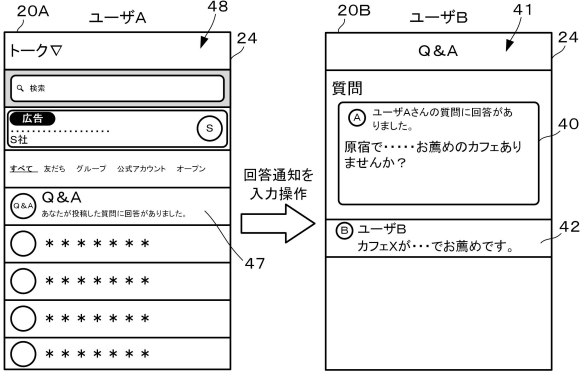 20A
ユーザA
48
24
トーク▽
検索
広告
・・・・・・・・・・・・・・・・・・・
S社
S
すべて 友だち グループ 公式アカウント オープン
Q&A
Q&A
あなたが投稿した質問に回答がありました。
＊＊＊＊＊＊＊
＊＊＊＊＊＊＊
＊＊＊＊＊＊＊
＊＊＊＊＊＊＊
47
回答通知を
入力操作
20B
ユーザB
41
24
Q&A
質問
A
ユーザAさんの質問に回答があ
りました。
原宿で・・・・・お薦めのカフェあり
ませんか？
40
B
ユーザB
カフェXが・・・でお薦めです。
42